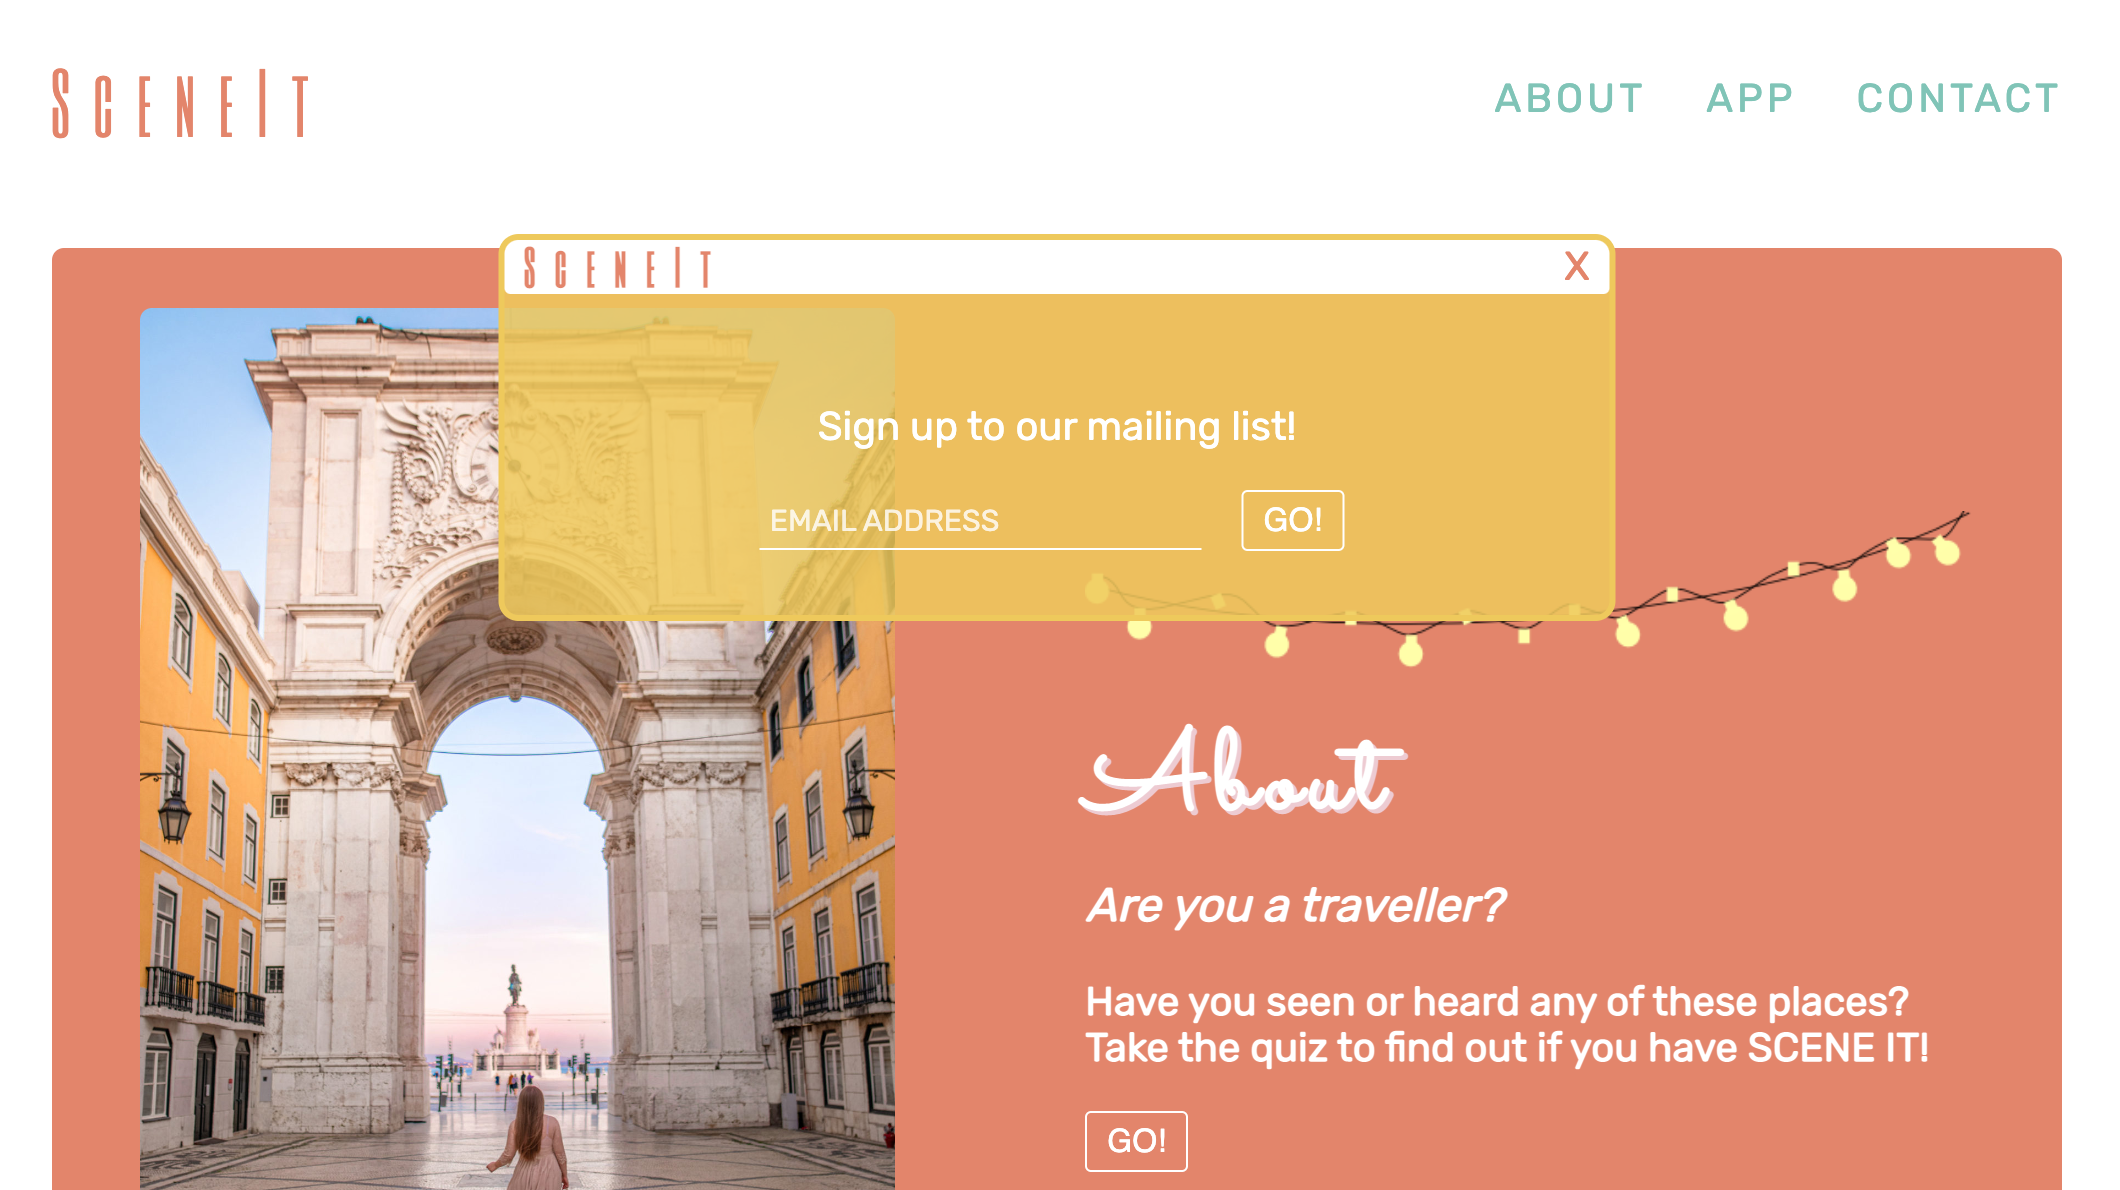 SCENEIT
ABOUT APP CONTACT
SCENEIT X
Sign up to our mailing list!
EMAIL ADDRESS GO!
About
Are you a traveller?
Have you seen or heard any of these places?
Take the quiz to find out if you have SCENE IT!
GO!